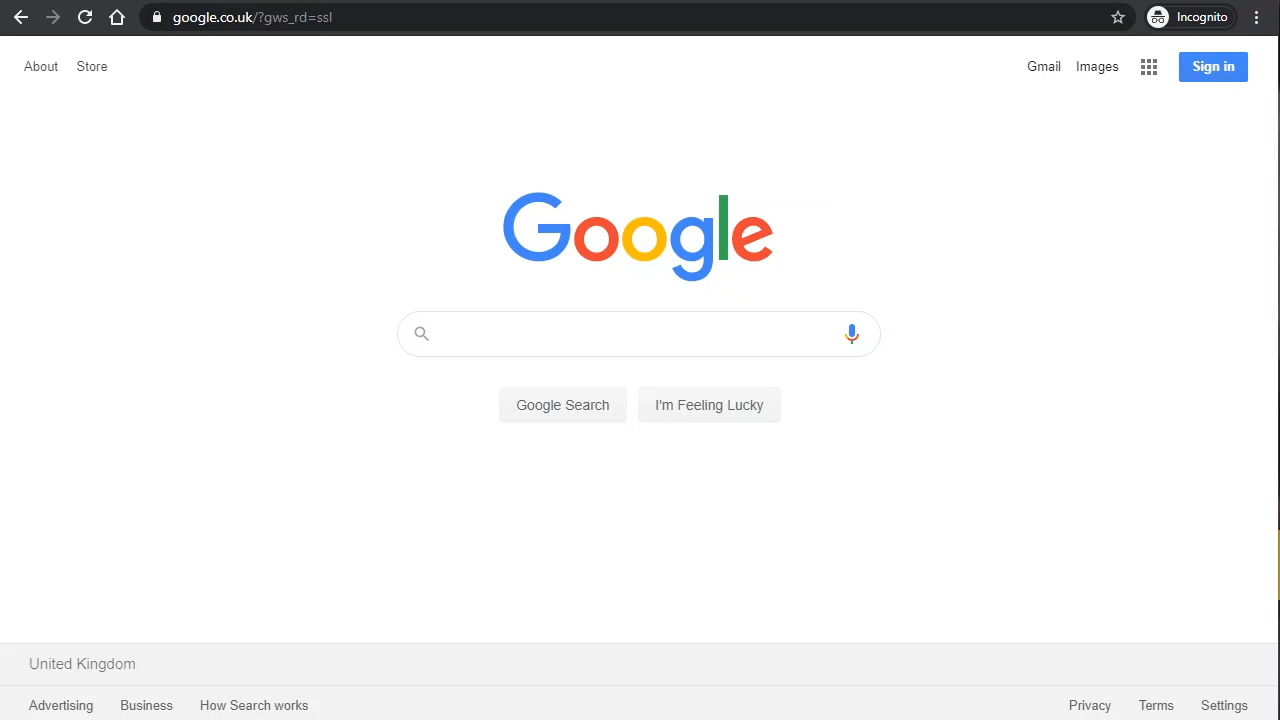 google.co.uk/?gws_rd=ssl Incognito
About Store Gmail Images Sign in
Google
Google Search I'm Feeling Lucky
United Kingdom
Advertising Business How Search works Privacy Terms Settings